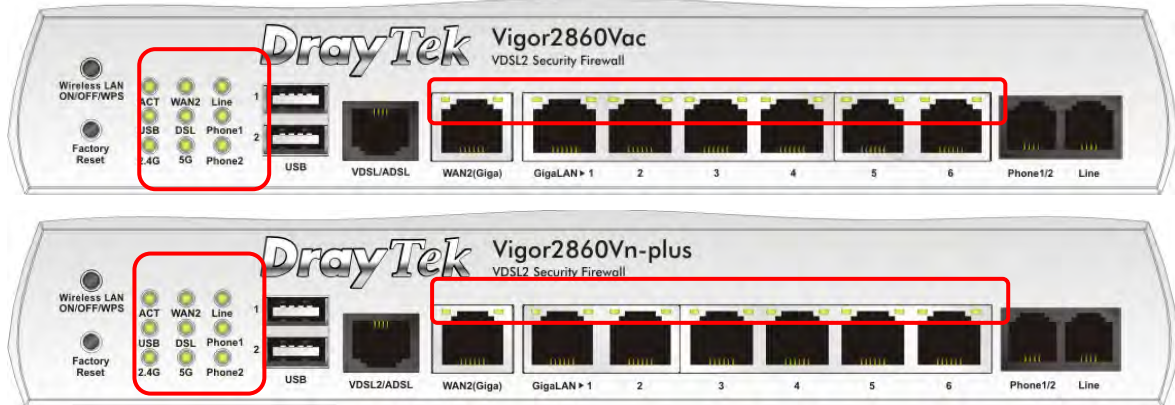 DrayTek Vigor2860Vac
VDSL2 Security Firewall
Wireless LAN
ON/OFF/WPS
ACT WAN2 Line
USB DSL Phone1
2.4G 5G Phone2
Factory
Reset
1
2
USB
VDSL/ADSL
WAN2(Giga)
GigaLAN ▶ 1 2 3 4 5 6
Phone1/2 Line
DrayTek Vigor2860Vn-plus
VDSL2 Security Firewall
Wireless LAN
ON/OFF/WPS
ACT WAN2 Line
USB DSL Phone1
2.4G 5G Phone2
Factory
Reset
1
2
USB
VDSL2/ADSL
WAN2(Giga)
GigaLAN ▶ 1 2 3 4 5 6
Phone1/2 Line